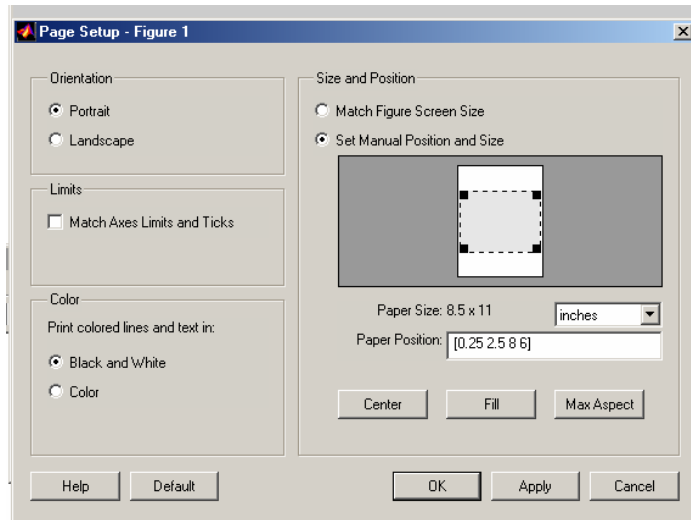 Page Setup - Figure 1
Orientation
Portrait
Landscape
Limits
Match Axes Limits and Ticks
Color
Print colored lines and text in:
Black and White
Color
Size and Position
Match Figure Screen Size
Set Manual Position and Size
Paper Size: 8.5 x 11
inches
Paper Position: [0.25 2.5 8 6]
Center Fill Max Aspect
Help Default OK Apply Cancel